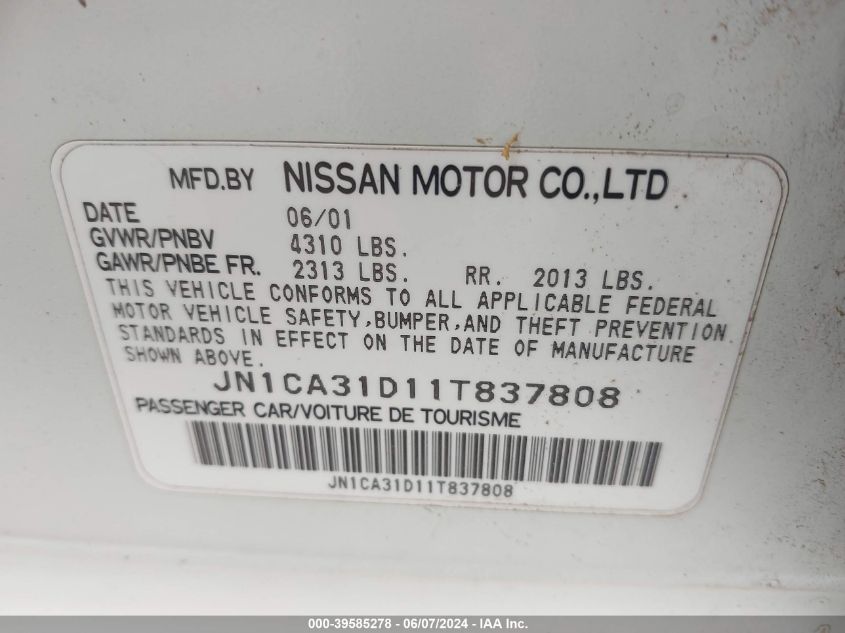 MFD.BY NISSAN MOTOR CO.,LTD
DATE 06/01
GVWR/PNBV 4310 LBS.
GAWR/PNBE FR. 2313 LBS. RR. 2013 LBS.
THIS VEHICLE CONFORMS TO ALL APPLICABLE FEDERAL
MOTOR VEHICLE SAFETY,BUMPER,AND THEFT PREVENTION
STANDARDS IN EFFECT ON THE DATE OF MANUFACTURE
SHOWN ABOVE.
JN1CA31D11T837808
PASSENGER CAR/VOITURE DE TOURISME
JN1CA31D11T837808
000-39585278 - 06/07/2024 - IAA Inc.